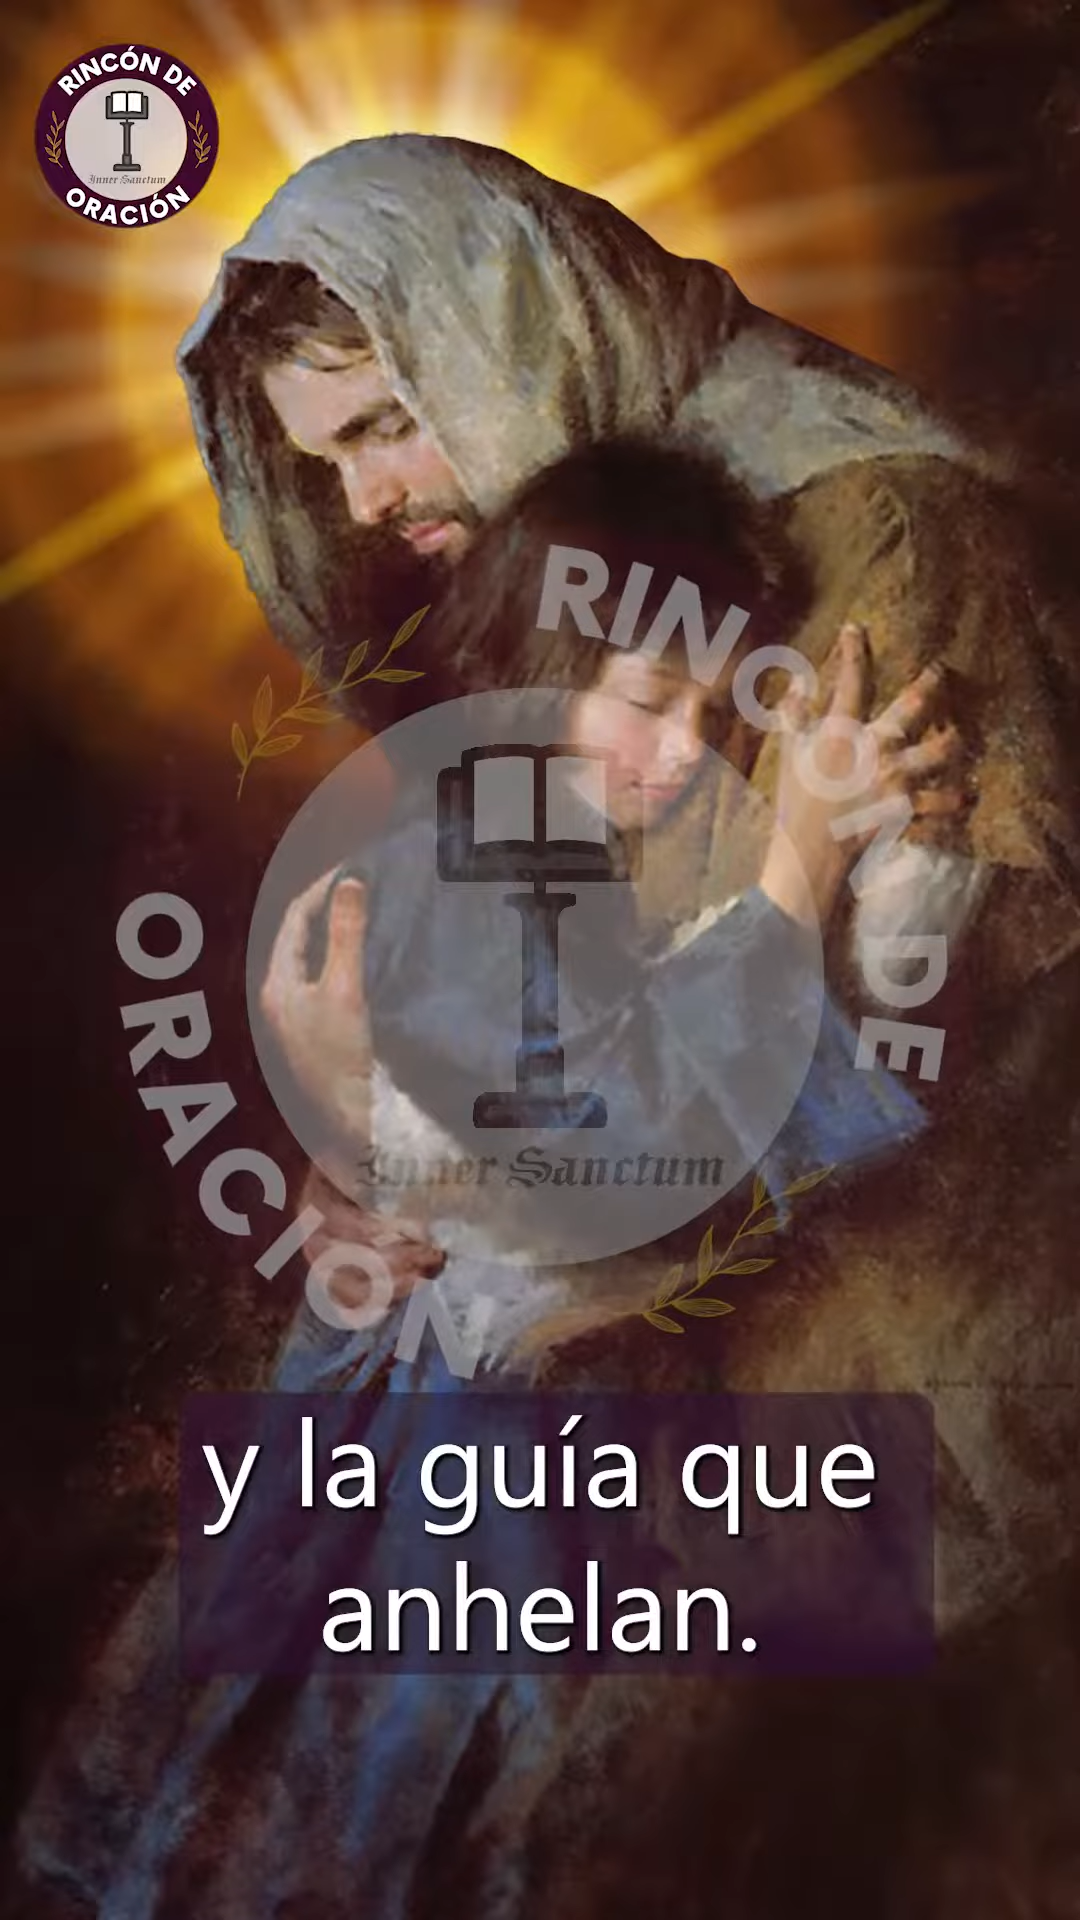 RINCÓN DE
Inner Sanctum
ORACIÓN
RINCÓN DE
ORACIÓN
Inner Sanctum
y la guía que
anhelan.